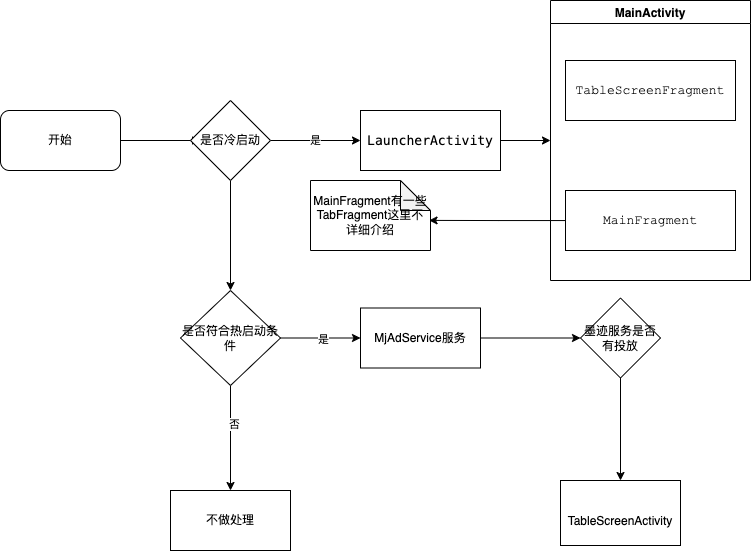 MainActivity
TableScreenFragment
开始
是否冷启动
是
LauncherActivity
MainFragment有一些
TabFragment这里不
详细介绍
MainFragment
是否符合热启动条
件
是
MjAdService服务
墨迹服务是否
有投放
否
不做处理
TableScreenActivity